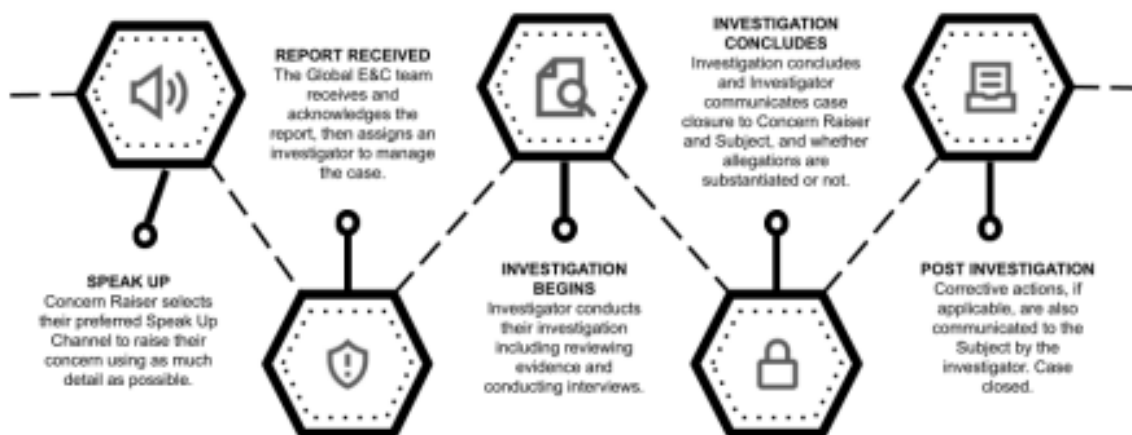 SPEAK UP
Concern Raiser selects
their preferred Speak Up
Channel to raise their
concern using as much
detail as possible.
REPORT RECEIVED
The Global E&C team
receives and
acknowledges the
report, then assigns an
investigator to manage
the case.
INVESTIGATION
BEGINS
Investigator conducts
their investigation
including reviewing
evidence and
conducting interviews.
INVESTIGATION
CONCLUDES
Investigation concludes
and Investigator
communicates case
closure to Concern Raiser
and Subject, and whether
allegations are
substantiated or not.
POST INVESTIGATION
Corrective actions, if
applicable, are also
communicated to the
Subject by the
investigator. Case
closed.